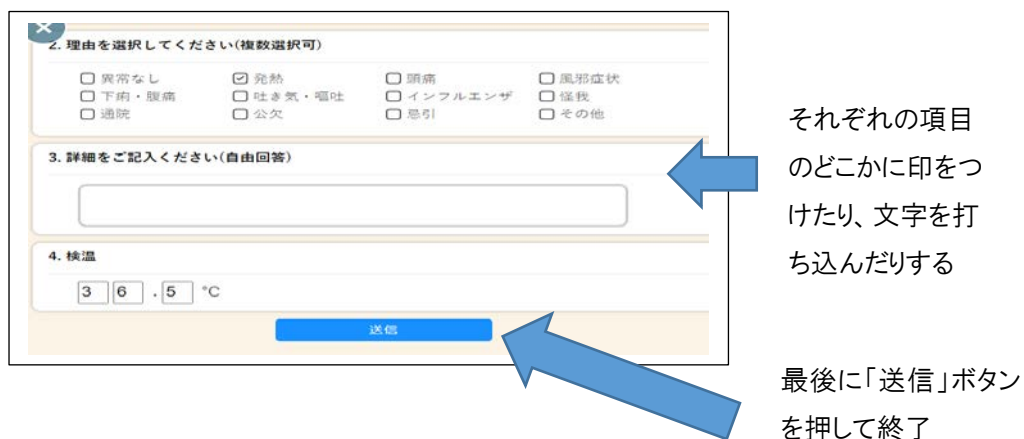 2. 理由を選択してください(複数選択可)
異常なし 発熱 頭痛 風邪症状
下痢・腹痛 吐き気・嘔吐 インフルエンザ 怪我
通院 公欠 忌引 その他
3. 詳細をご記入ください(自由回答)
4. 検温
3 6 . 5 °C
送信
それぞれの項目
のどこかに印をつ
けたり、文字を打
ち込んだりする
最後に「送信」ボタン
を押して終了